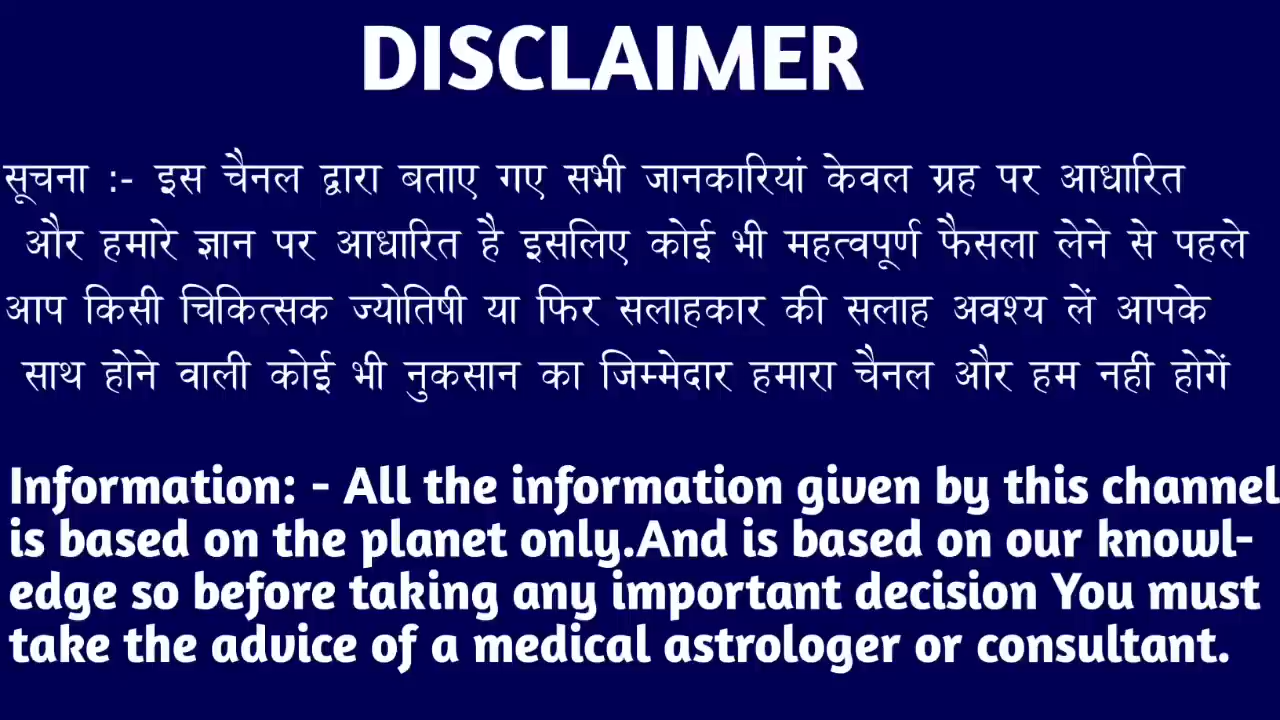 DISCLAIMER
सूचना :- इस चैनल द्वारा बताए गए सभी जानकारियां केवल ग्रह पर आधारित
और हमारे ज्ञान पर आधारित है इसलिए कोई भी महत्वपूर्ण फैसला लेने से पहले
आप किसी चिकित्सक ज्योतिषी या फिर सलाहकार की सलाह अवश्य लें आपके
साथ होने वाली कोई भी नुकसान का जिम्मेदार हमारा चैनल और हम नहीं होगें
Information: - All the information given by this channel
is based on the planet only.And is based on our knowl-
edge so before taking any important decision You must
take the advice of a medical astrologer or consultant.